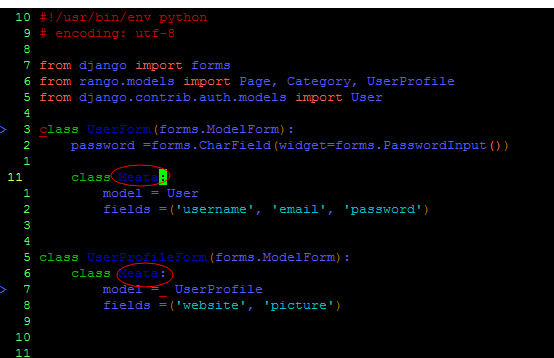 10 #!/usr/bin/env python
9 # encoding: utf-8
8
7 from django import forms
6 from rango.models import Page, Category, UserProfile
5 from django.contrib.auth.models import User
4
> 3 class UserForm(forms.ModelForm):
2     password =forms.CharField(widget=forms.PasswordInput())
1
11     class Meata:
1         model = User
2         fields =('username', 'email', 'password')
3
4
5 class UserProfileForm(forms.ModelForm):
6     class Meata:
> 7         model =  UserProfile
8         fields =('website', 'picture')
9
10
11